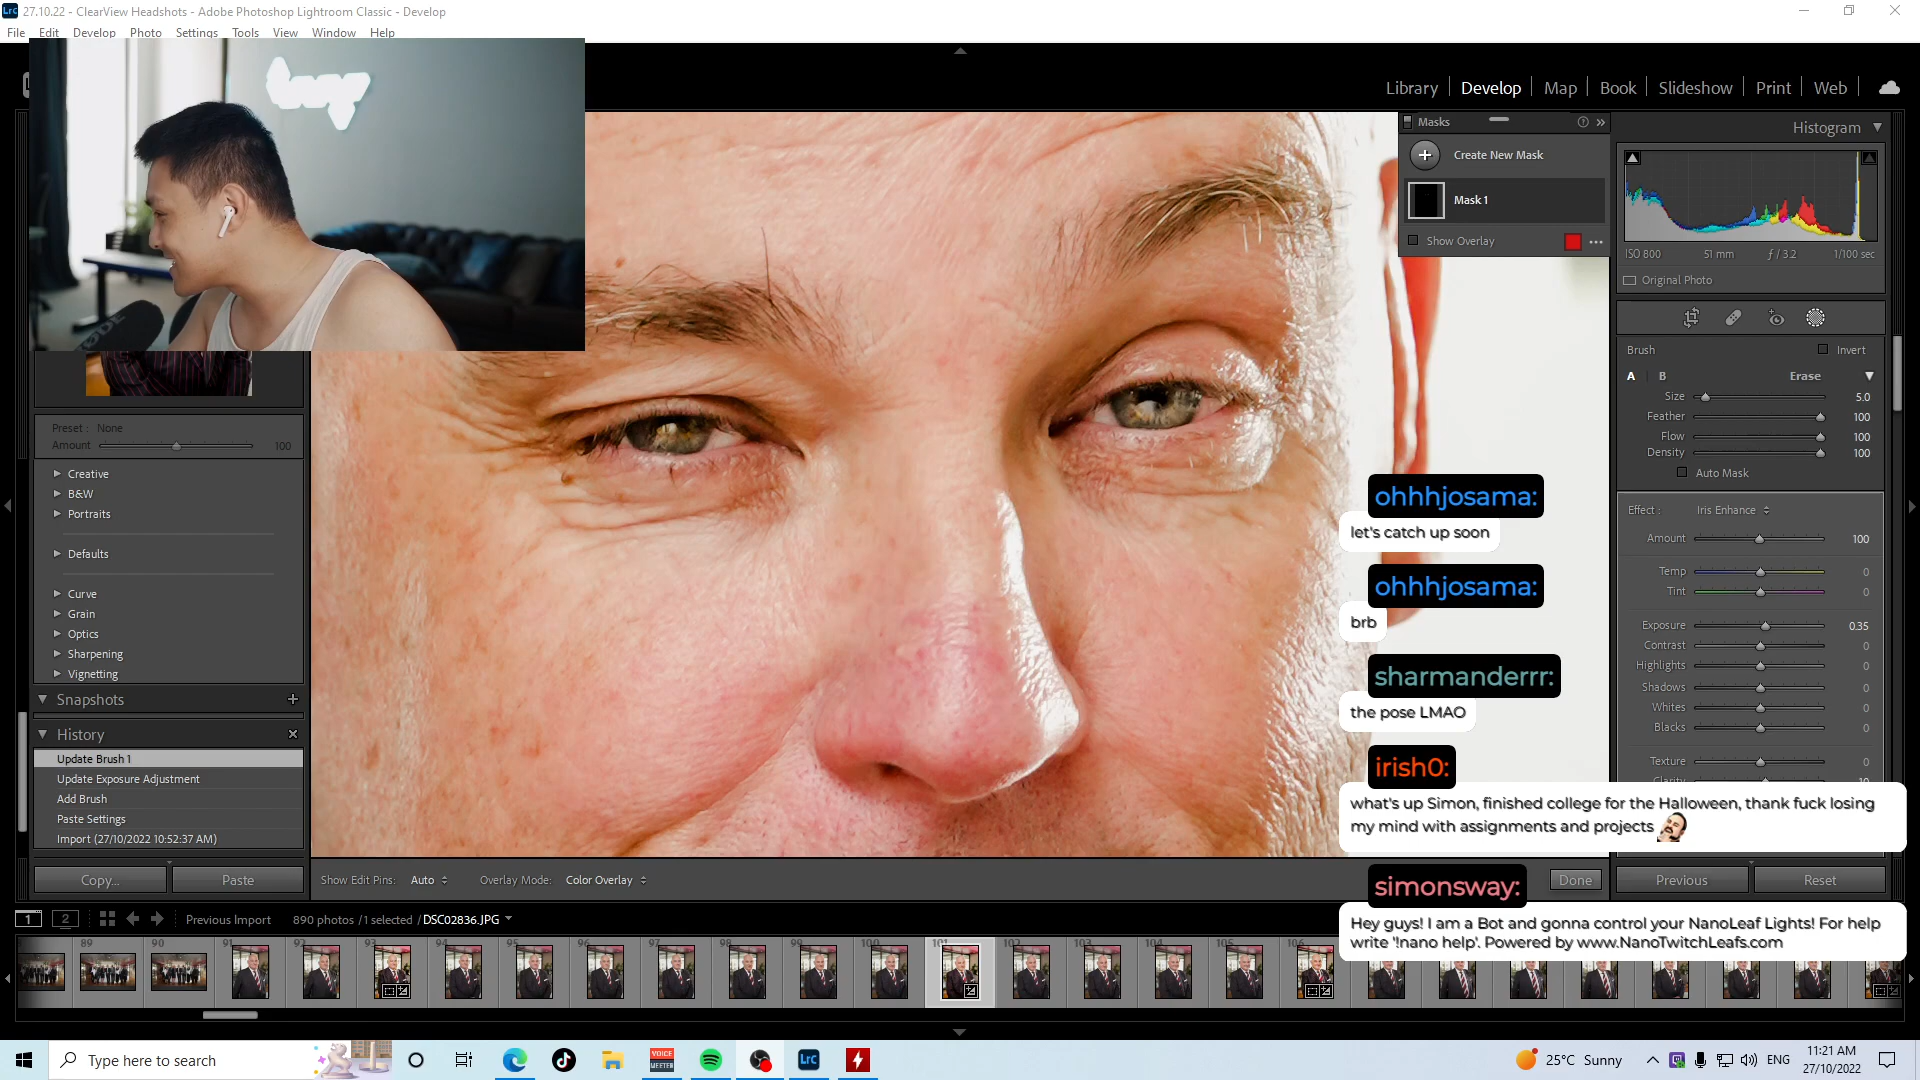 Lrc 27.10.22 - ClearView Headshots - Adobe Photoshop Lightroom Classic - Develop
File Edit Develop Photo Settings Tools View Window Help
Library Develop Map Book Slideshow Print Web
Masks
Create New Mask
Mask 1
Show Overlay
Histogram
ISO 800 51 mm ƒ / 3.2 1/100 sec
Original Photo
Brush Invert
A B Erase
Size 5.0
Feather 100
Flow 100
Density 100
Auto Mask
Effect : Iris Enhance
Amount 100
Temp 0
Tint 0
Exposure 0.35
Contrast 0
Highlights 0
Shadows 0
Whites 0
Blacks 0
Texture 0
Clarity 10
Previous Reset
RODE
Preset : None
Amount 100
Creative
B&W
Portraits
Defaults
Curve
Grain
Optics
Sharpening
Vignetting
Snapshots
History
Update Brush 1
Update Exposure Adjustment
Add Brush
Paste Settings
Import (27/10/2022 10:52:37 AM)
Copy... Paste
Show Edit Pins: Auto Overlay Mode: Color Overlay Done
ohhhjosama:
let's catch up soon
ohhhjosama:
brb
sharmanderrr:
the pose LMAO
irish0:
what's up Simon, finished college for the Halloween, thank fuck losing
my mind with assignments and projects
simonsway:
Hey guys! I am a Bot and gonna control your NanoLeaf Lights! For help
write '!nano help'. Powered by www.NanoTwitchLeafs.com
1 2 Previous Import 890 photos / 1 selected / DSC02836.JPG
89 90 91 92 93 94 95 96 97 98 99 100 101 102 103 104 105 106
Type here to search
VOICE MEETER
Lrc
25°C Sunny
ENG
11:21 AM
27/10/2022